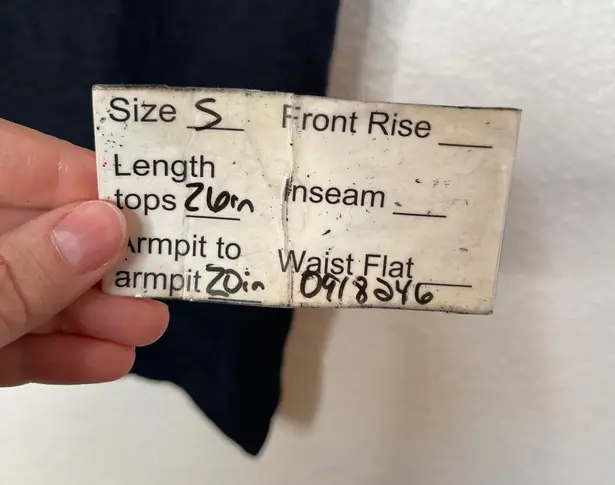 Size S
Length
tops 26in
Armpit to
armpit 20in
Front Rise
Inseam
Waist Flat
0918246